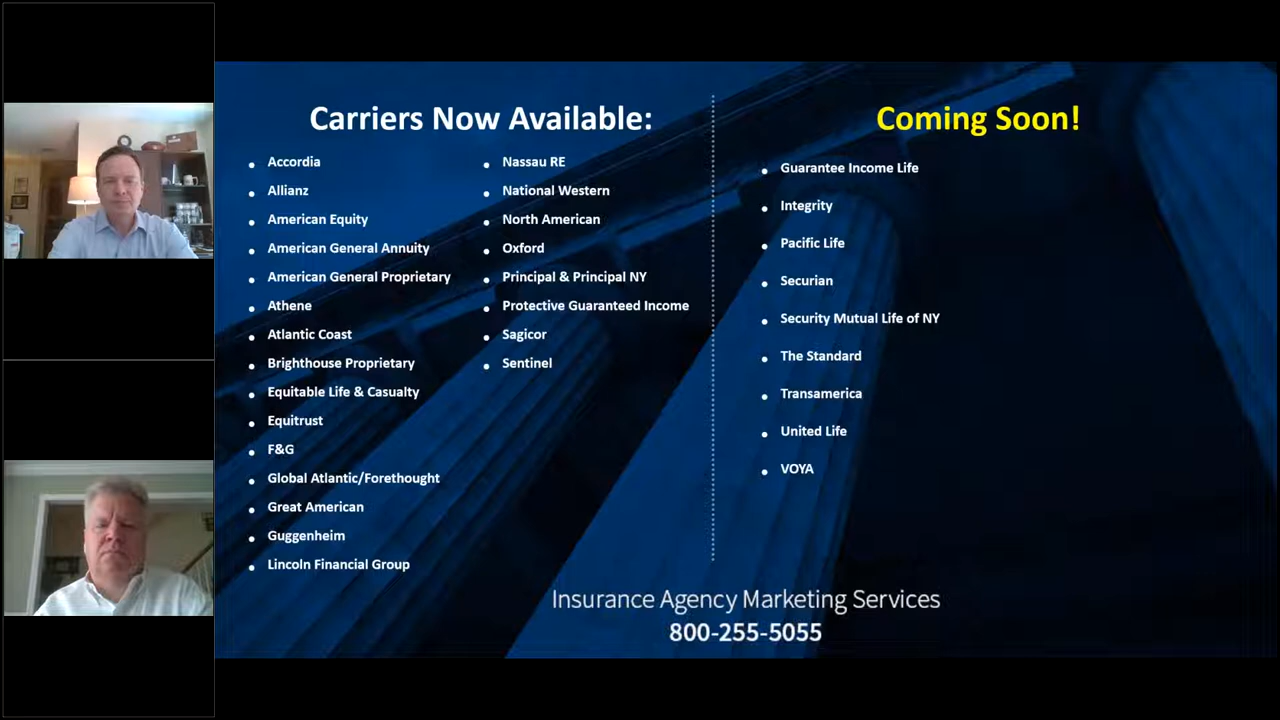 Carriers Now Available:
Accordia
Allianz
American Equity
American General Annuity
American General Proprietary
Athene
Atlantic Coast
Brighthouse Proprietary
Equitable Life & Casualty
Equitrust
F&G
Global Atlantic/Forethought
Great American
Guggenheim
Lincoln Financial Group
Nassau RE
National Western
North American
Oxford
Principal & Principal NY
Protective Guaranteed Income
Sagicor
Sentinel
Coming Soon!
Guarantee Income Life
Integrity
Pacific Life
Securian
Security Mutual Life of NY
The Standard
Transamerica
United Life
VOYA
Insurance Agency Marketing Services
800-255-5055